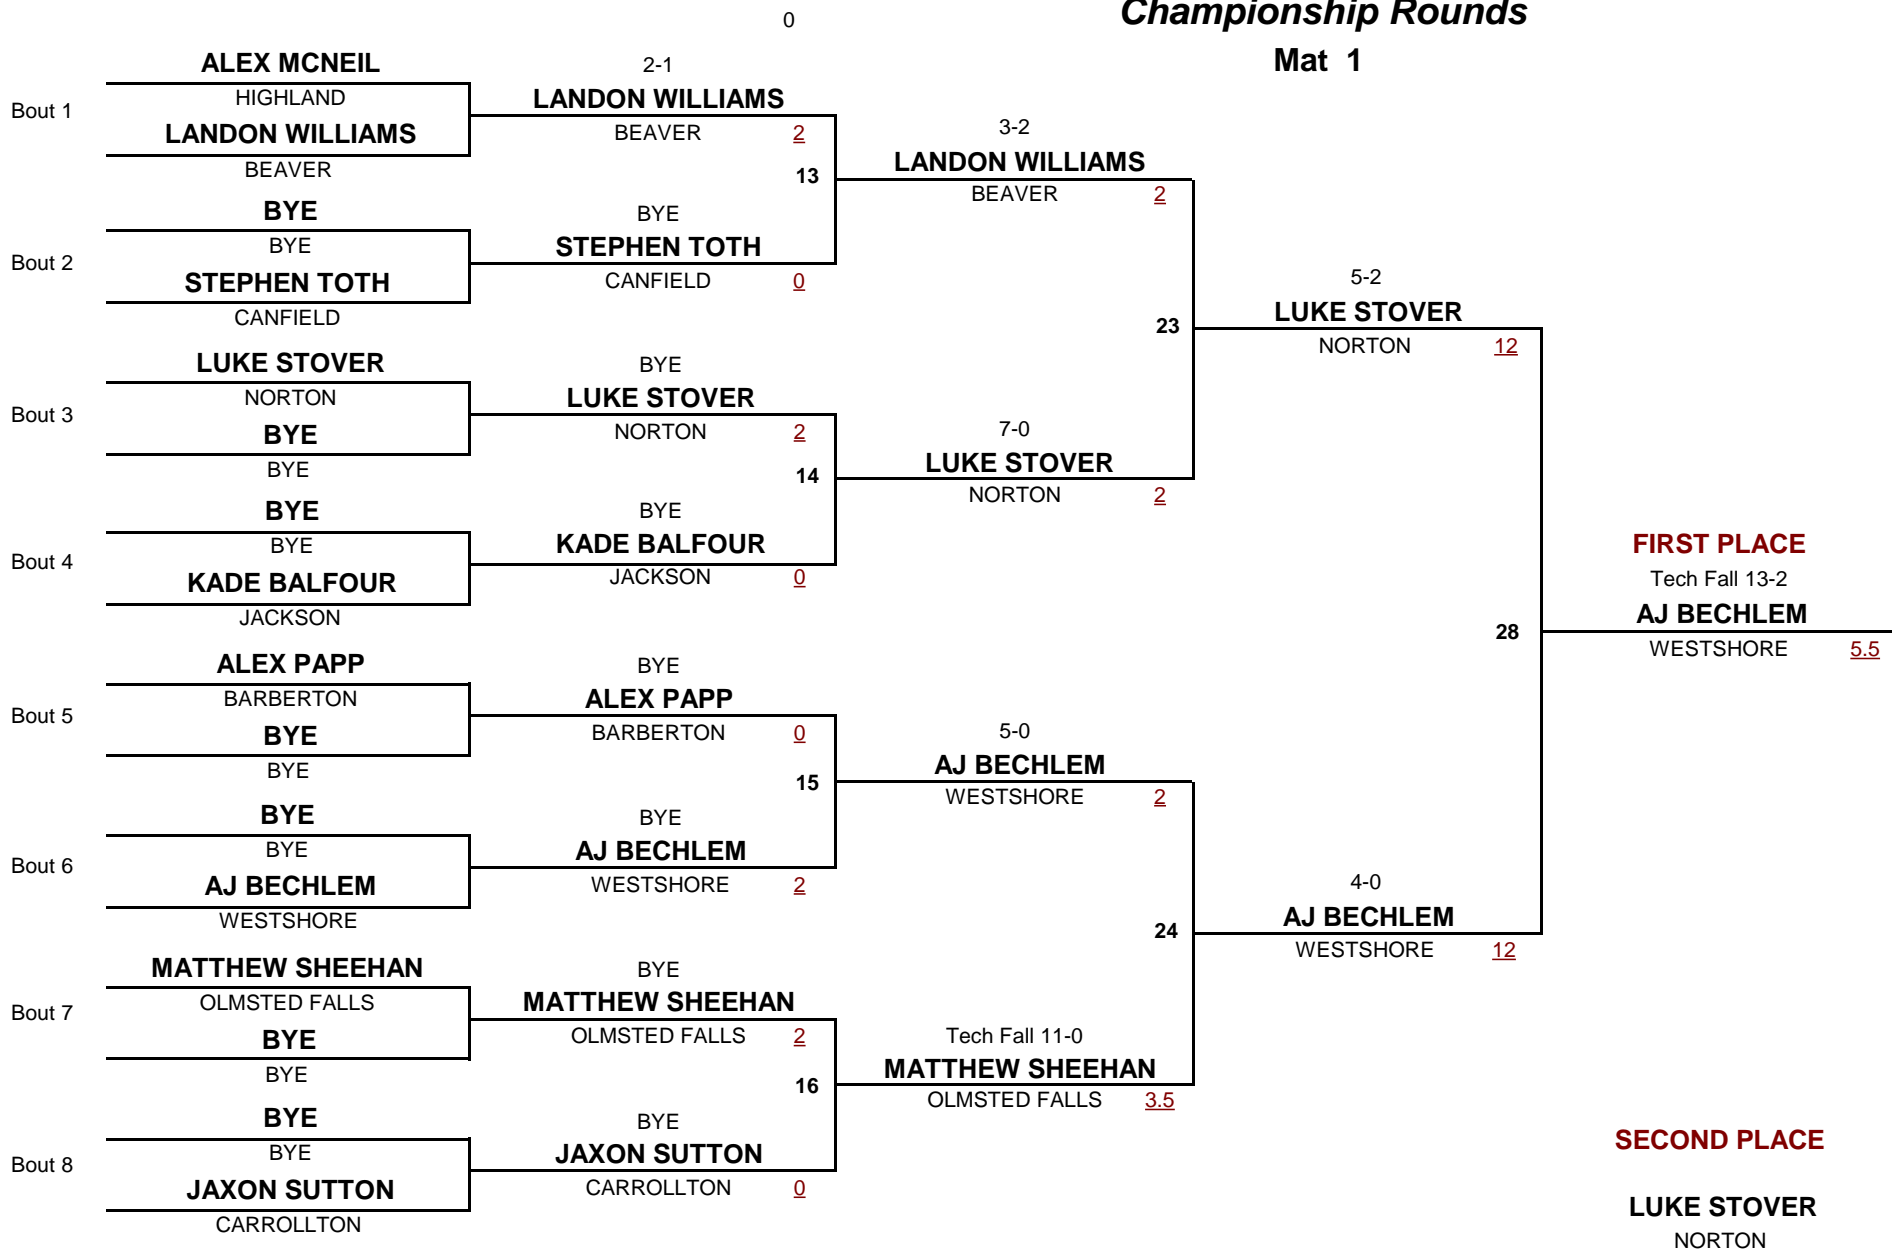 0
Championship Rounds
Mat 1
Bout 1
ALEX MCNEIL
HIGHLAND
LANDON WILLIAMS
BEAVER
Bout 2
BYE
BYE
STEPHEN TOTH
CANFIELD
Bout 3
LUKE STOVER
NORTON
BYE
BYE
Bout 4
BYE
BYE
KADE BALFOUR
JACKSON
Bout 5
ALEX PAPP
BARBERTON
BYE
BYE
Bout 6
BYE
BYE
AJ BECHLEM
WESTSHORE
Bout 7
MATTHEW SHEEHAN
OLMSTED FALLS
BYE
BYE
Bout 8
BYE
BYE
JAXON SUTTON
CARROLLTON
2-1
LANDON WILLIAMS
BEAVER 2
13
BYE
STEPHEN TOTH
CANFIELD 0
BYE
LUKE STOVER
NORTON 2
14
BYE
KADE BALFOUR
JACKSON 0
BYE
ALEX PAPP
BARBERTON 0
15
BYE
AJ BECHLEM
WESTSHORE 2
BYE
MATTHEW SHEEHAN
OLMSTED FALLS 2
16
BYE
JAXON SUTTON
CARROLLTON 0
3-2
LANDON WILLIAMS
BEAVER 2
23
7-0
LUKE STOVER
NORTON 2
5-0
AJ BECHLEM
WESTSHORE 2
24
Tech Fall 11-0
MATTHEW SHEEHAN
OLMSTED FALLS 3.5
5-2
LUKE STOVER
NORTON 12
28
4-0
AJ BECHLEM
WESTSHORE 12
FIRST PLACE
Tech Fall 13-2
AJ BECHLEM
WESTSHORE 5.5
SECOND PLACE
LUKE STOVER
NORTON